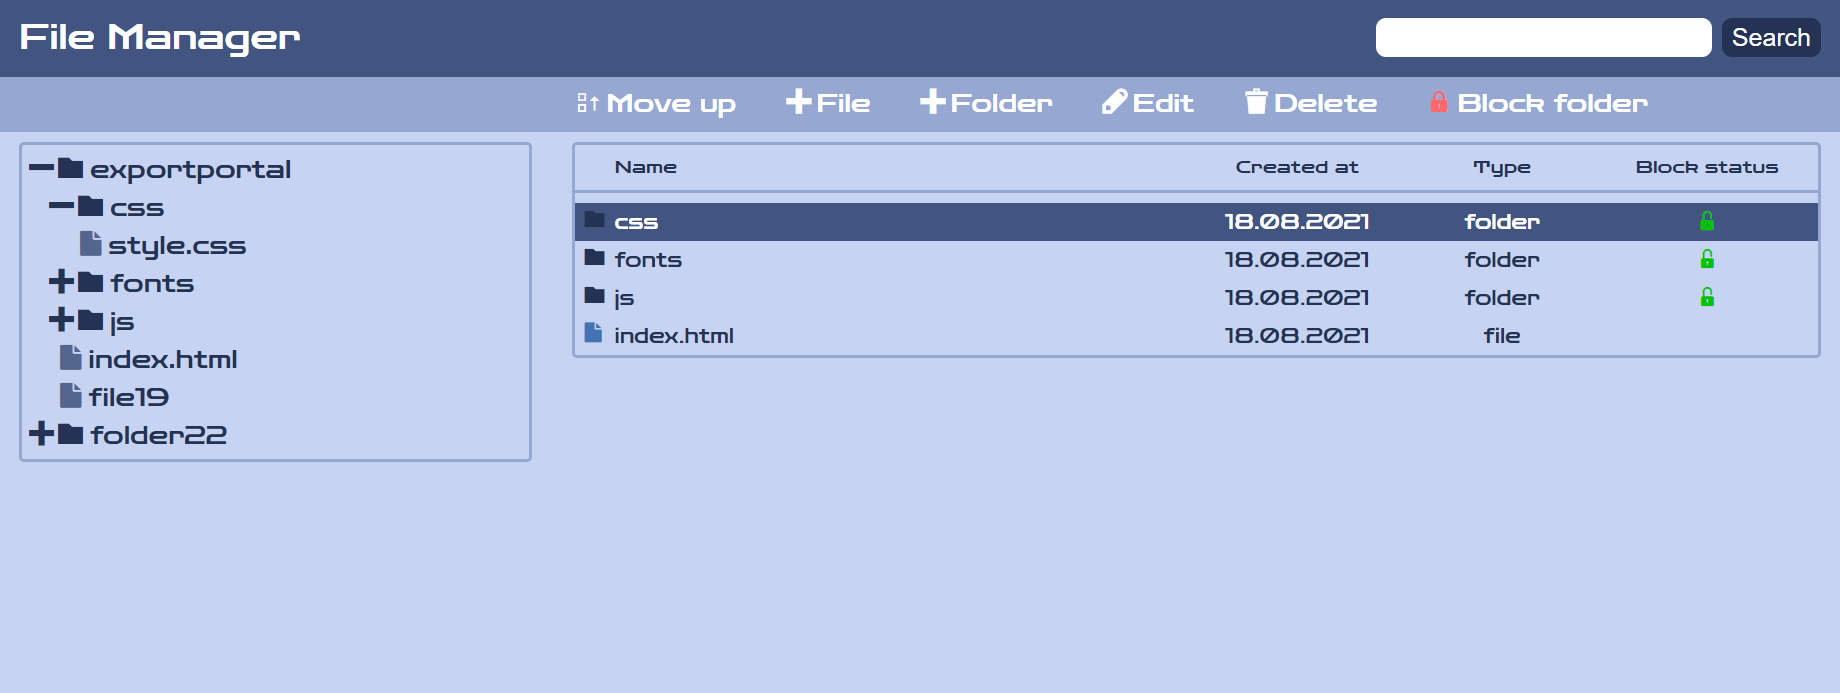 File Manager Search
Move up File Folder Edit Delete Block folder
exportportal
css
style.css
fonts
js
index.html
file19
folder22
Name Created at Type Block status
css 18.08.2021 folder
fonts 18.08.2021 folder
js 18.08.2021 folder
index.html 18.08.2021 file